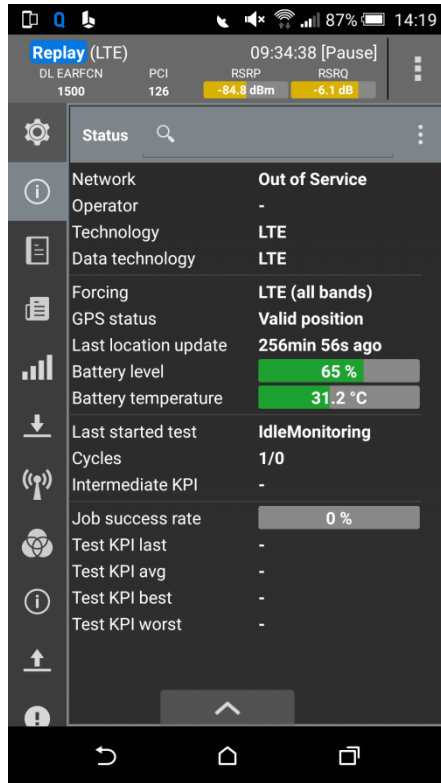 87% 14:19
Replay (LTE) 09:34:38 [Pause]
DL EARFCN PCI RSRP RSRQ
1500 126 -84.8 dBm -6.1 dB
Status
Network Out of Service
Operator -
Technology LTE
Data technology LTE
Forcing LTE (all bands)
GPS status Valid position
Last location update 256min 56s ago
Battery level 65 %
Battery temperature 31.2 °C
Last started test IdleMonitoring
Cycles 1/0
Intermediate KPI -
Job success rate 0 %
Test KPI last -
Test KPI avg -
Test KPI best -
Test KPI worst -